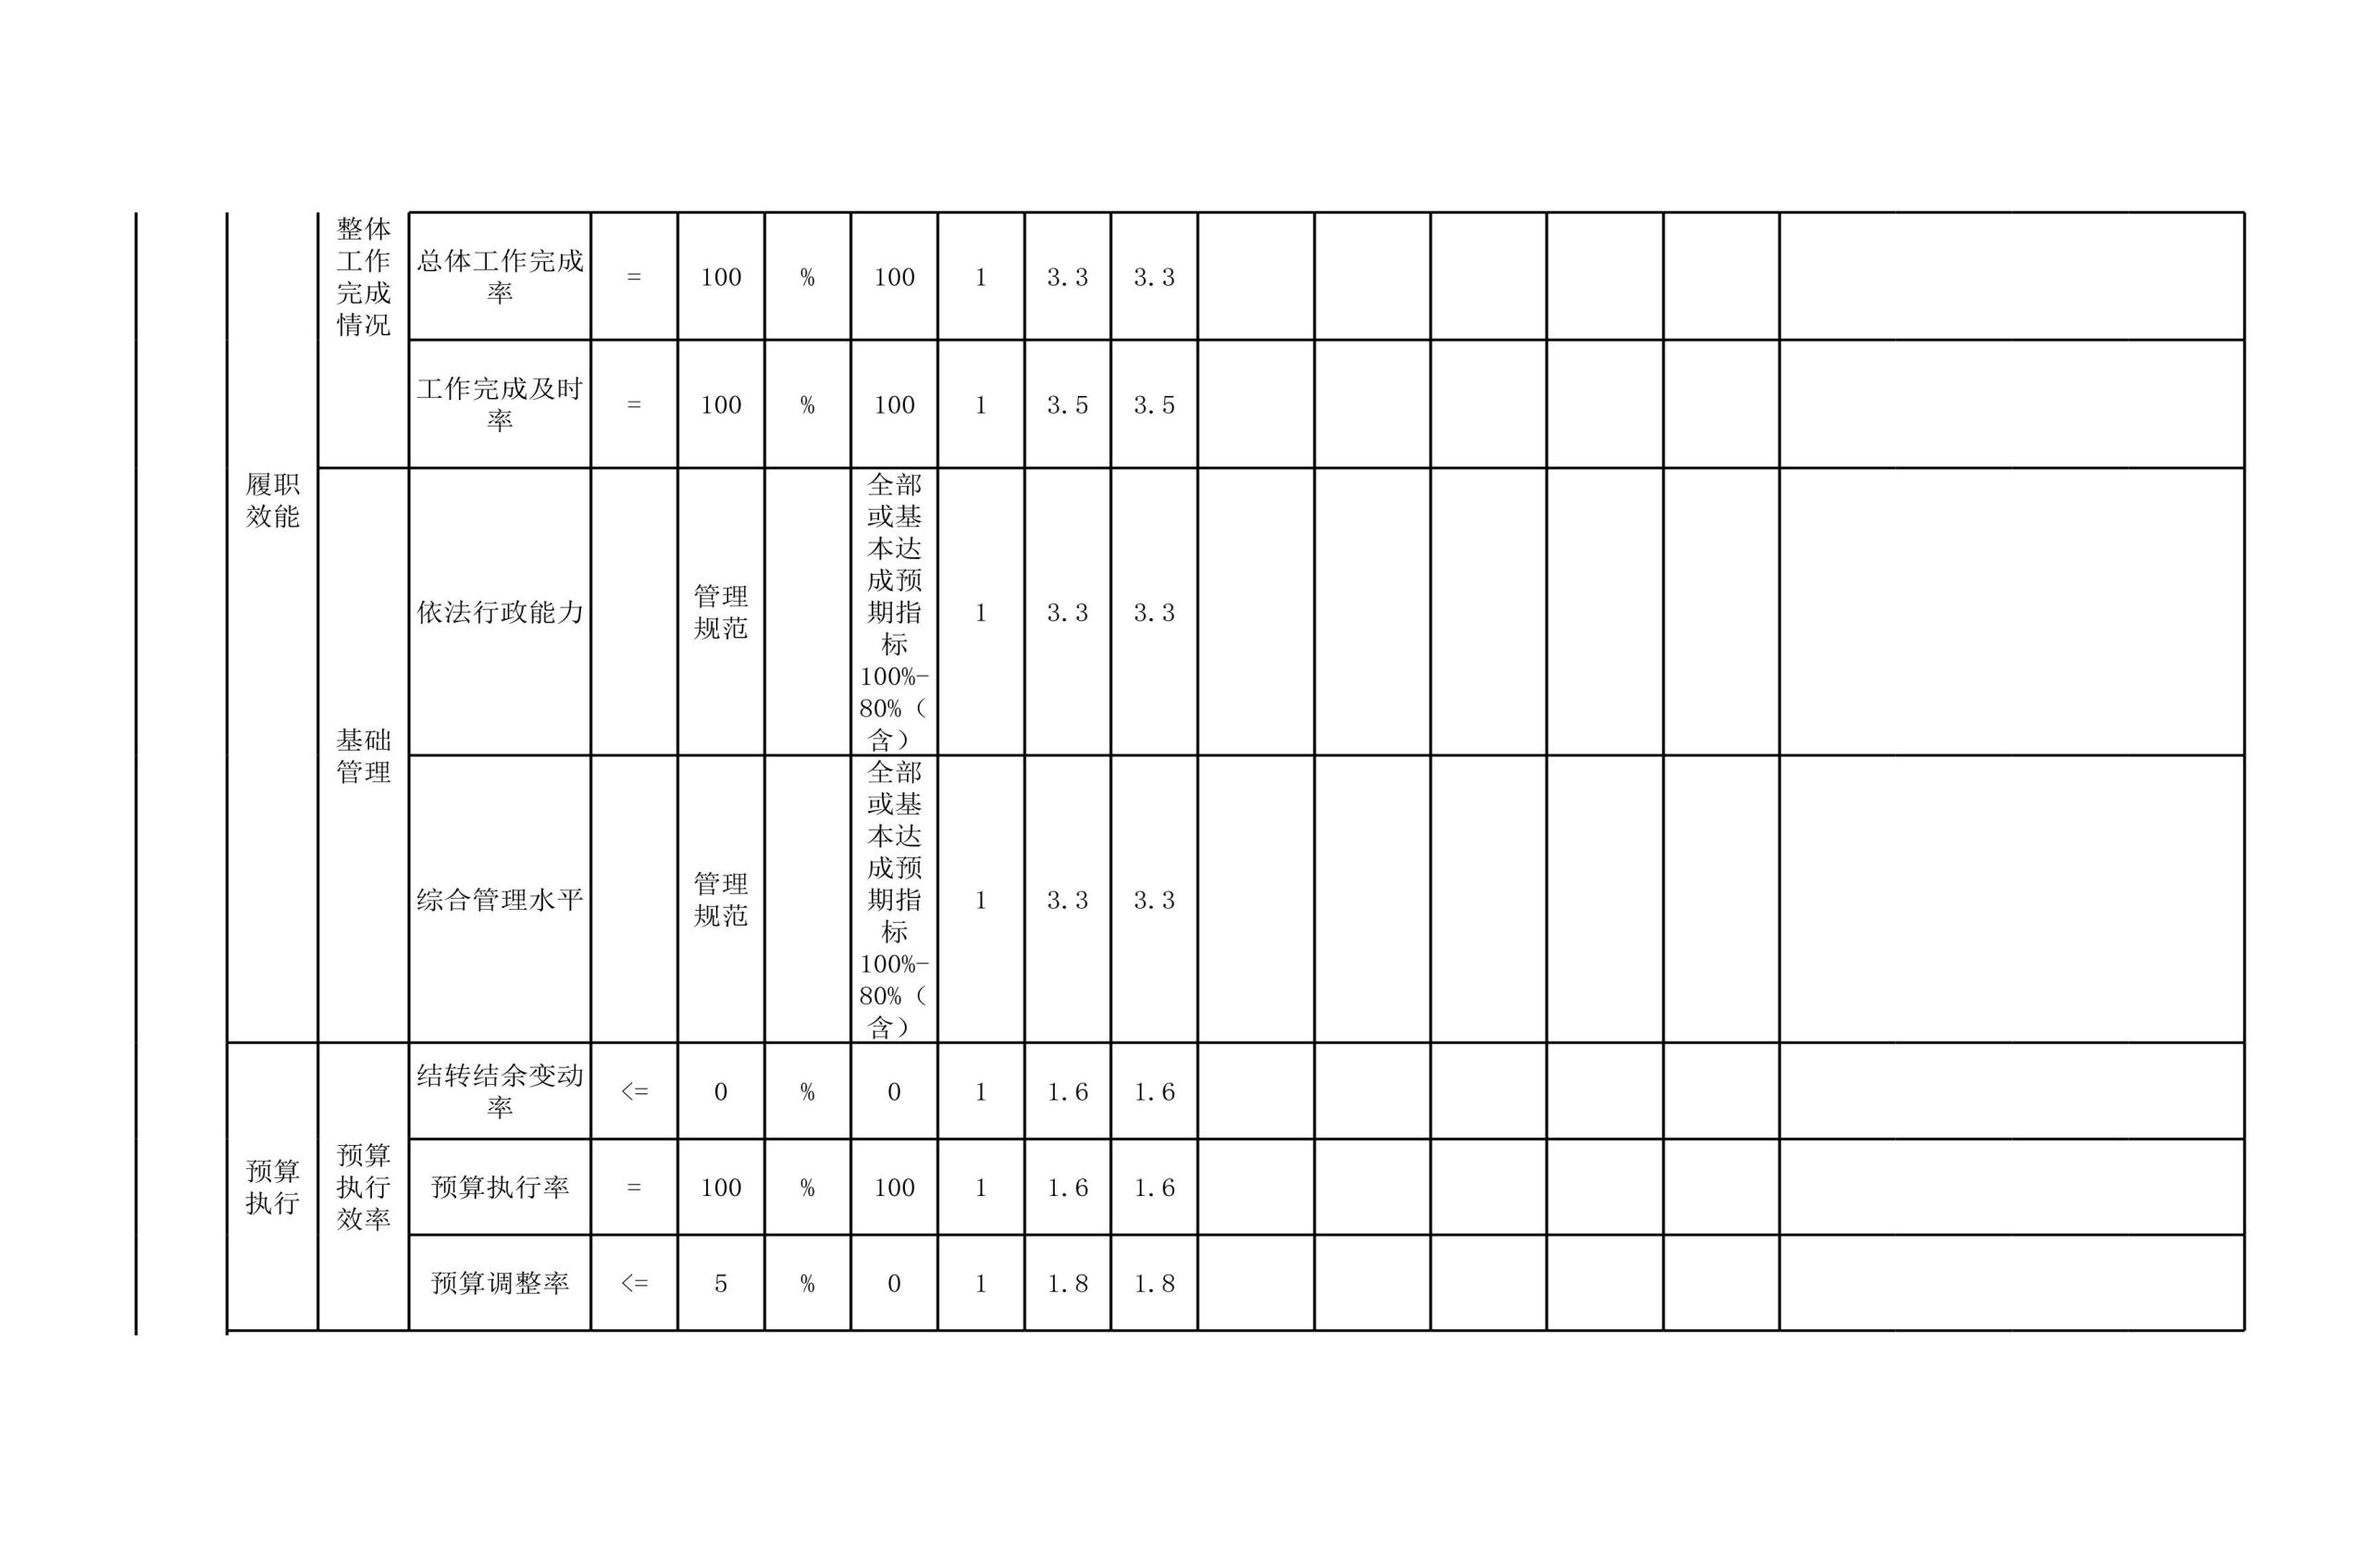 履职
效能
整体
工作
完成
情况
总体工作完成
率
=
100
%
100
1
3.3
3.3
工作完成及时
率
=
100
%
100
1
3.5
3.5
基础
管理
依法行政能力
管理
规范
全部
或基
本达
成预
期指
标
100%-
80%（
含）
1
3.3
3.3
综合管理水平
管理
规范
全部
或基
本达
成预
期指
标
100%-
80%（
含）
1
3.3
3.3
预算
执行
预算
执行
效率
结转结余变动
率
<=
0
%
0
1
1.6
1.6
预算执行率
=
100
%
100
1
1.6
1.6
预算调整率
<=
5
%
0
1
1.8
1.8